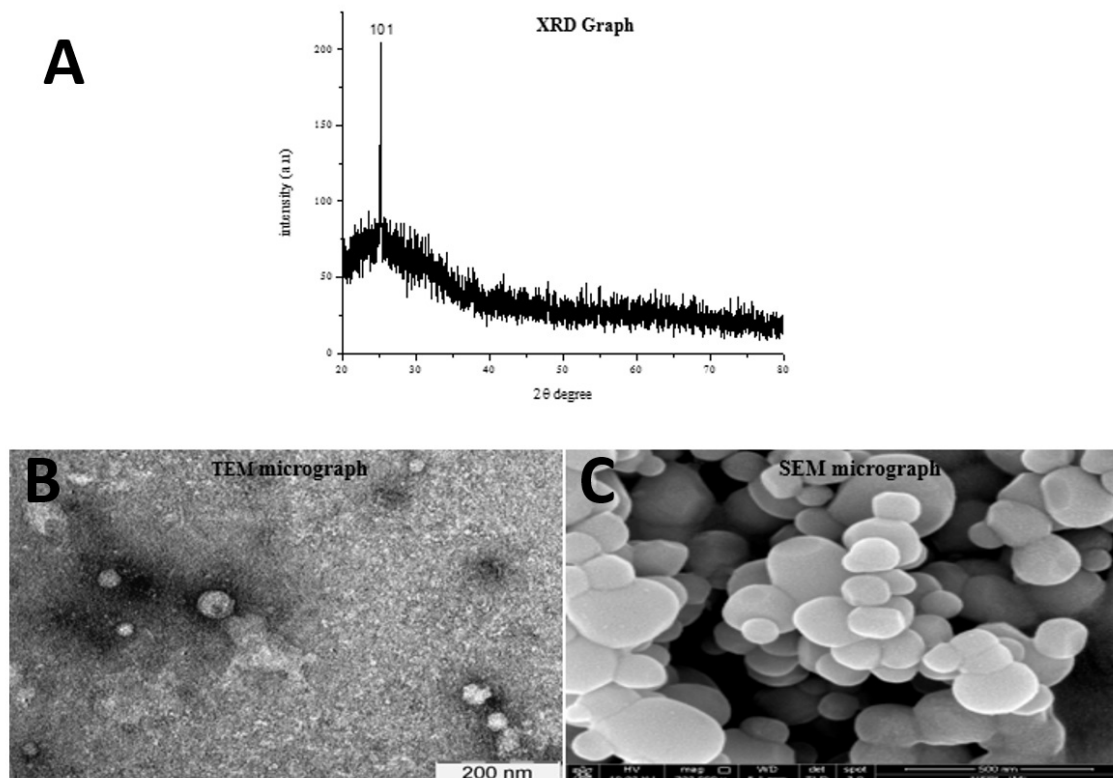 A
XRD Graph
101
200
150
100
50
0
intensity (a.u)
20 30 40 50 60 70 80
2θ degree
B
TEM micrograph
200 nm
C
SEM micrograph
HV mag WD det spot
500 nm